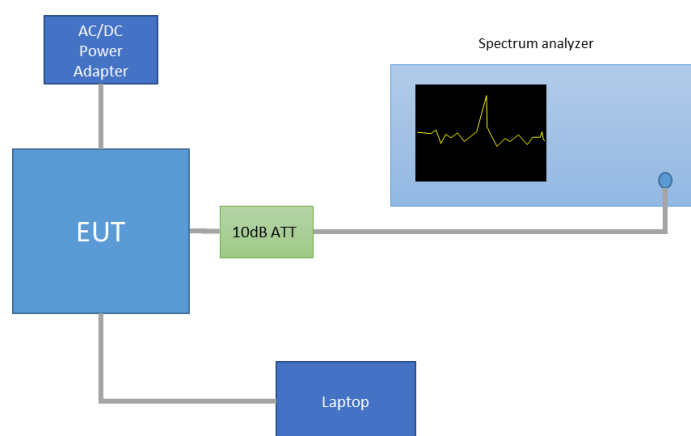 AC/DC
Power
Adapter
Spectrum analyzer
EUT
10dB ATT
Laptop